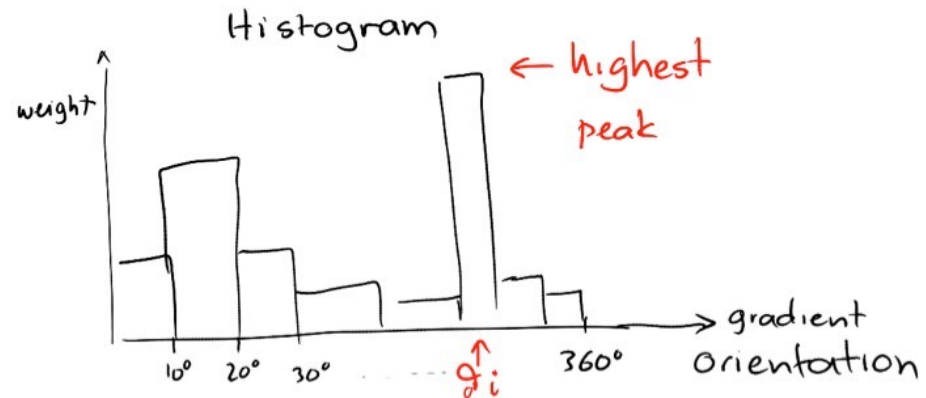 Histogram
← highest
peak
weight
10° 20° 30° ........ θi 360°
gradient
orientation